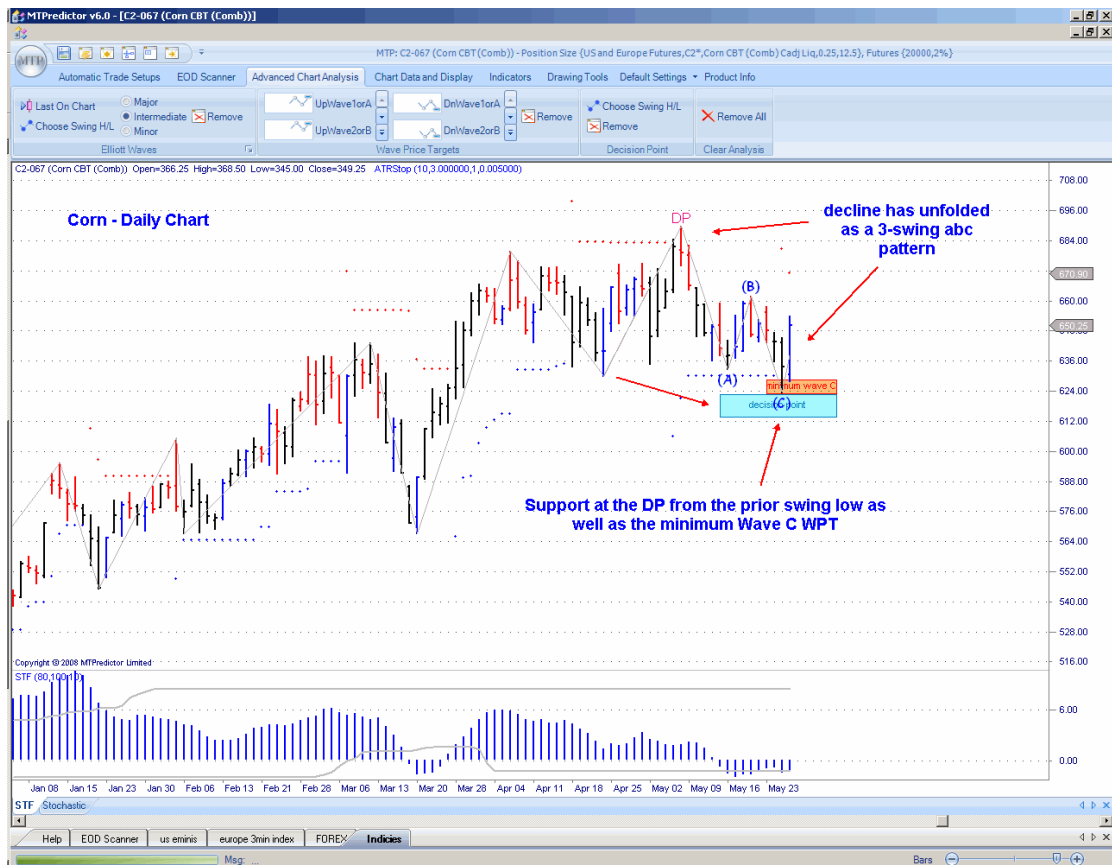 MTPredictor v6.0 - [C2-067 (Corn CBT (Comb))]
MTP: C2-067 (Corn CBT (Comb)) - Position Size {US and Europe Futures,C2*,Corn CBT (Comb) Cadj Liq,0.25,12.5}, Futures {20000,2%}
MTP
Automatic Trade Setups EOD Scanner Advanced Chart Analysis Chart Data and Display Indicators Drawing Tools Default Settings Product Info
Last On Chart Major UpWave1orA DnWave1orA Choose Swing H/L
Choose Swing H/L Intermediate Remove Remove Remove Remove All
Minor UpWave2orB DnWave2orB
Elliott Waves Wave Price Targets Decision Point Clear Analysis
C2-067 (Corn CBT (Comb)) Open=366.25 High=368.50 Low=345.00 Close=349.25 ATRStop (10,3.000000,1,0.005000)
708.00
Corn - Daily Chart
DP
decline has unfolded
as a 3-swing abc
pattern
696.00
684.00
670.90
660.00
(B)
650.25
636.00
(A)
minimum wave C
624.00
decision point
(C)
612.00
600.00
Support at the DP from the prior swing low as
well as the minimum Wave C WPT
588.00
576.00
564.00
552.00
540.00
528.00
516.00
Copyright © 2008 MTPredictor Limited
STF (80,100,10)
6.00
0.00
Jan 08 Jan 15 Jan 23 Jan 30 Feb 06 Feb 13 Feb 21 Feb 28 Mar 06 Mar 13 Mar 20 Mar 28 Apr 04 Apr 11 Apr 18 Apr 25 May 02 May 09 May 16 May 23
STF Stochastic
Help EOD Scanner us eminis europe 3min index FOREX Indicies
Msg: ... Bars